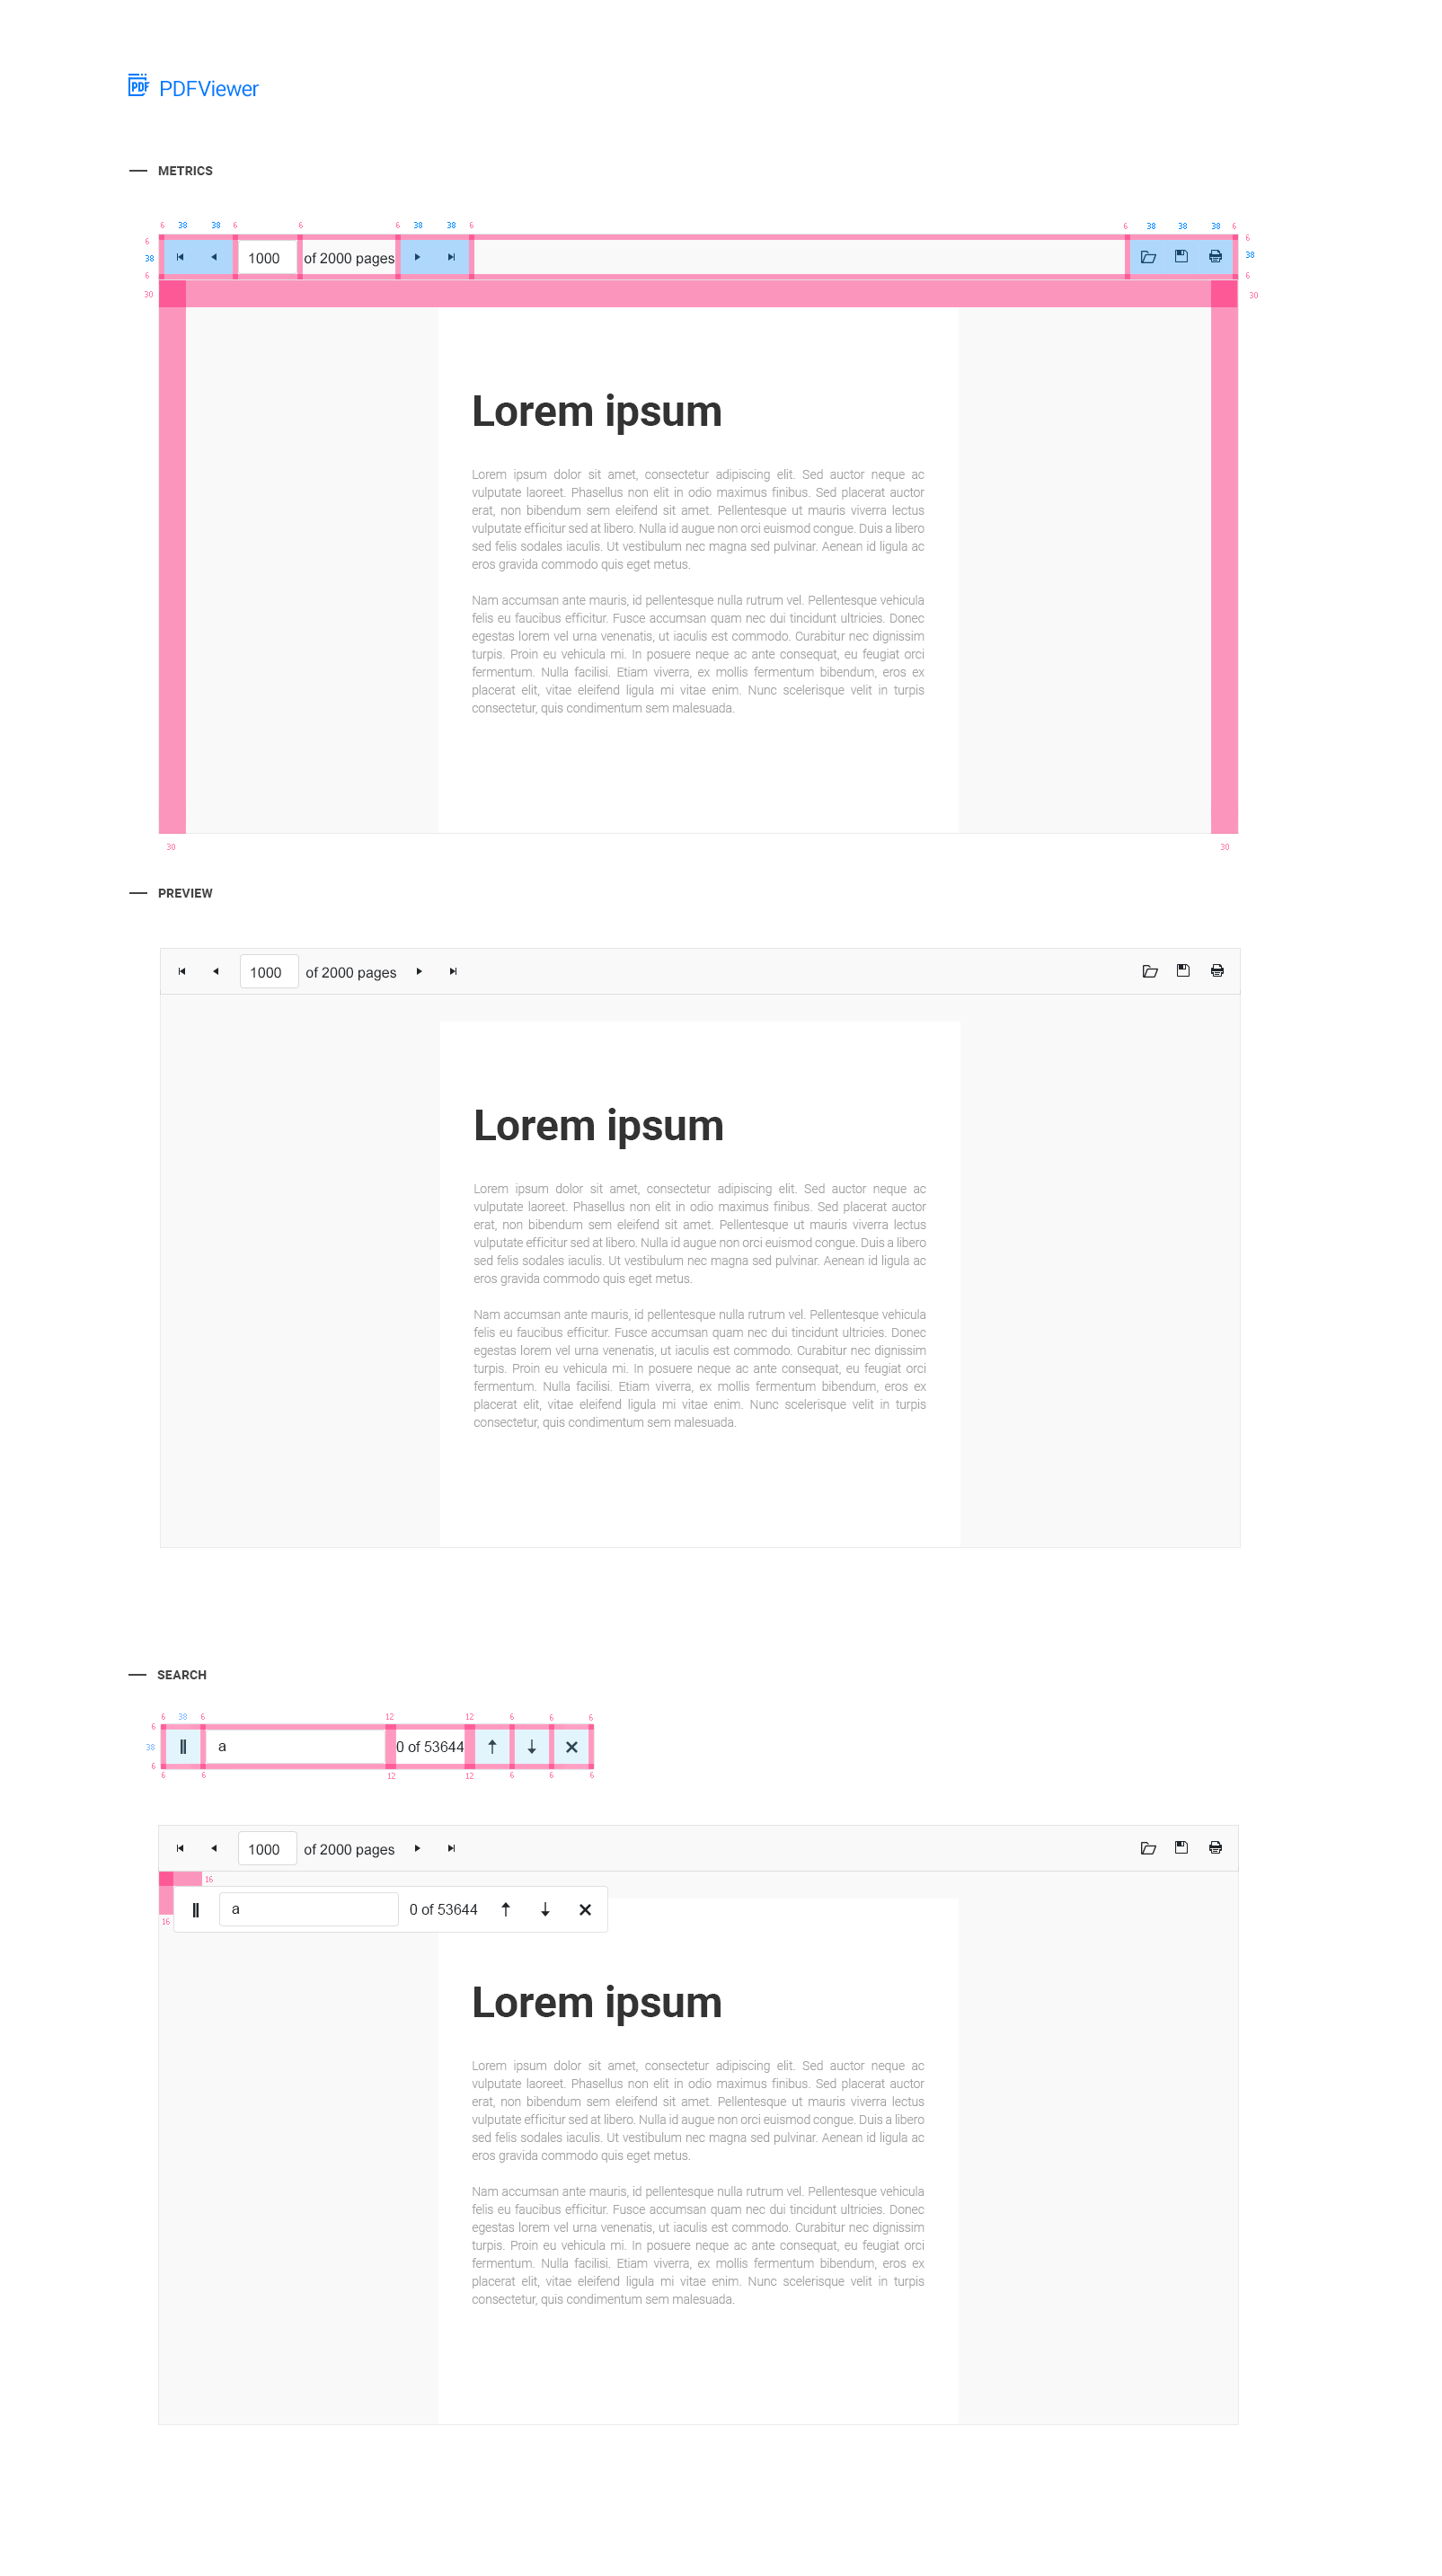 PDF PDFViewer
METRICS
6 38 38 6 6 6 38 38 6 6 38 38 38 6
6 6
38 1000 of 2000 pages 38
6 6
30 30
Lorem ipsum
Lorem ipsum dolor sit amet, consectetur adipiscing elit. Sed auctor neque ac
vulputate laoreet. Phasellus non elit in odio maximus finibus. Sed placerat auctor
erat, non bibendum sem eleifend sit amet. Pellentesque ut mauris viverra lectus
vulputate efficitur sed at libero. Nulla id augue non orci euismod congue. Duis a libero
sed felis sodales iaculis. Ut vestibulum nec magna sed pulvinar. Aenean id ligula ac
eros gravida commodo quis eget metus.
Nam accumsan ante mauris, id pellentesque nulla rutrum vel. Pellentesque vehicula
felis eu faucibus efficitur. Fusce accumsan quam nec dui tincidunt ultricies. Donec
egestas lorem vel urna venenatis, ut iaculis est commodo. Curabitur nec dignissim
turpis. Proin eu vehicula mi. In posuere neque ac ante consequat, eu feugiat orci
fermentum. Nulla facilisi. Etiam viverra, ex mollis fermentum bibendum, eros ex
placerat elit, vitae eleifend ligula mi vitae enim. Nunc scelerisque velit in turpis
consectetur, quis condimentum sem malesuada.
30 30
PREVIEW
1000 of 2000 pages
Lorem ipsum
Lorem ipsum dolor sit amet, consectetur adipiscing elit. Sed auctor neque ac
vulputate laoreet. Phasellus non elit in odio maximus finibus. Sed placerat auctor
erat, non bibendum sem eleifend sit amet. Pellentesque ut mauris viverra lectus
vulputate efficitur sed at libero. Nulla id augue non orci euismod congue. Duis a libero
sed felis sodales iaculis. Ut vestibulum nec magna sed pulvinar. Aenean id ligula ac
eros gravida commodo quis eget metus.
Nam accumsan ante mauris, id pellentesque nulla rutrum vel. Pellentesque vehicula
felis eu faucibus efficitur. Fusce accumsan quam nec dui tincidunt ultricies. Donec
egestas lorem vel urna venenatis, ut iaculis est commodo. Curabitur nec dignissim
turpis. Proin eu vehicula mi. In posuere neque ac ante consequat, eu feugiat orci
fermentum. Nulla facilisi. Etiam viverra, ex mollis fermentum bibendum, eros ex
placerat elit, vitae eleifend ligula mi vitae enim. Nunc scelerisque velit in turpis
consectetur, quis condimentum sem malesuada.
SEARCH
6 38 6 12 12 6 6 6
6
38 a 0 of 53644
6
6 6 12 12 6 6 6
1000 of 2000 pages
16
a 0 of 53644
16
Lorem ipsum
Lorem ipsum dolor sit amet, consectetur adipiscing elit. Sed auctor neque ac
vulputate laoreet. Phasellus non elit in odio maximus finibus. Sed placerat auctor
erat, non bibendum sem eleifend sit amet. Pellentesque ut mauris viverra lectus
vulputate efficitur sed at libero. Nulla id augue non orci euismod congue. Duis a libero
sed felis sodales iaculis. Ut vestibulum nec magna sed pulvinar. Aenean id ligula ac
eros gravida commodo quis eget metus.
Nam accumsan ante mauris, id pellentesque nulla rutrum vel. Pellentesque vehicula
felis eu faucibus efficitur. Fusce accumsan quam nec dui tincidunt ultricies. Donec
egestas lorem vel urna venenatis, ut iaculis est commodo. Curabitur nec dignissim
turpis. Proin eu vehicula mi. In posuere neque ac ante consequat, eu feugiat orci
fermentum. Nulla facilisi. Etiam viverra, ex mollis fermentum bibendum, eros ex
placerat elit, vitae eleifend ligula mi vitae enim. Nunc scelerisque velit in turpis
consectetur, quis condimentum sem malesuada.